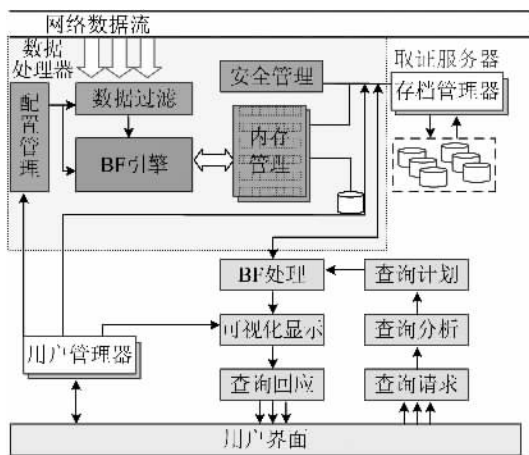 网络数据流
数据
处理器
取证服务器
安全管理
存档管理器
配置管理
数据过滤
内存
管理
BF引擎
BF处理
查询计划
用户管理器
可视化显示
查询分析
查询回应
查询请求
用户界面